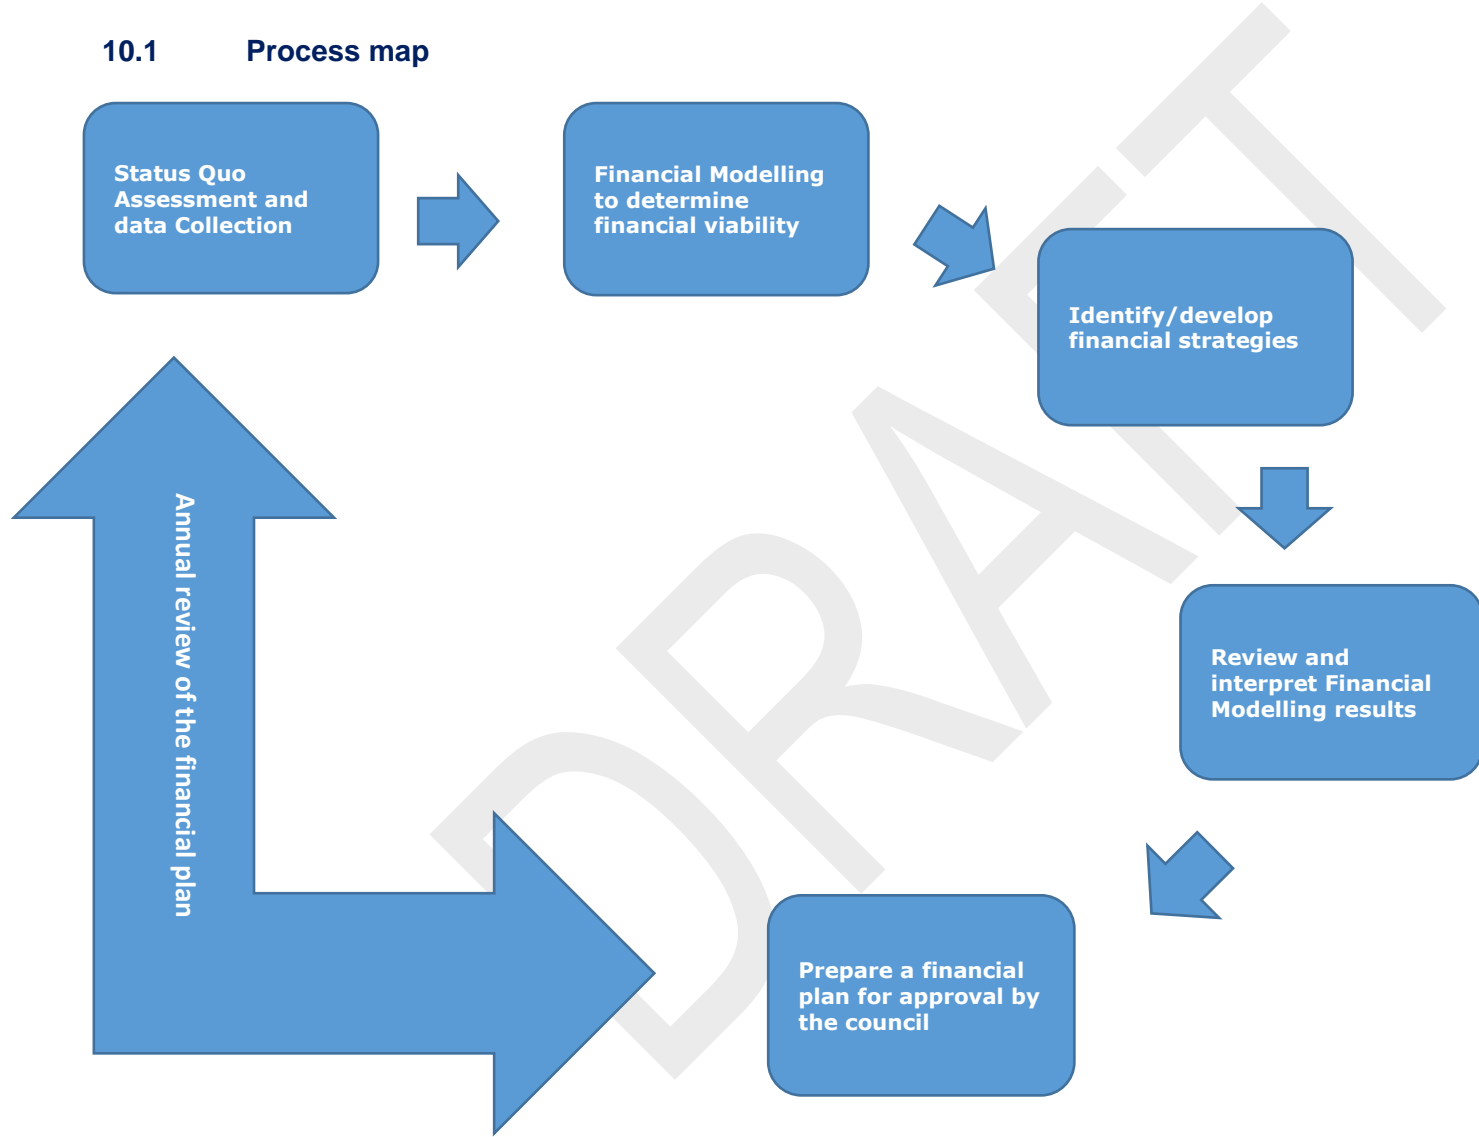 10.1 Process map
Status Quo
Assessment and
data Collection
Financial Modelling
to determine
financial viability
Identify/develop
financial strategies
Review and
interpret Financial
Modelling results
Prepare a financial
plan for approval by
the council
Annual review of the financial plan
DRAFT